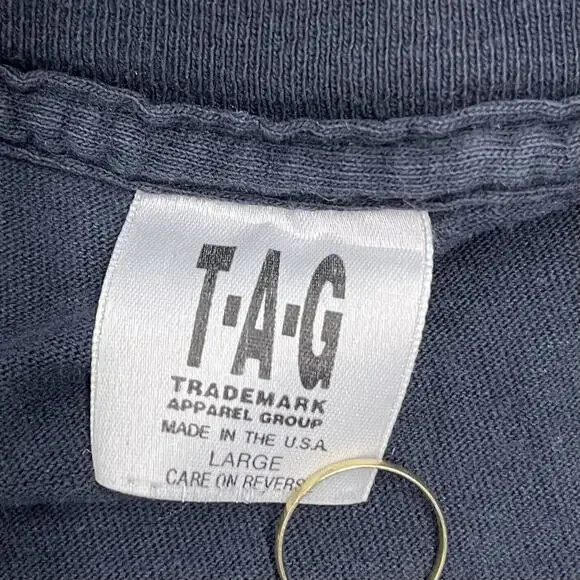 T-A-G
TRADEMARK
APPAREL GROUP
MADE IN THE U.S.A
LARGE
CARE ON REVERSE